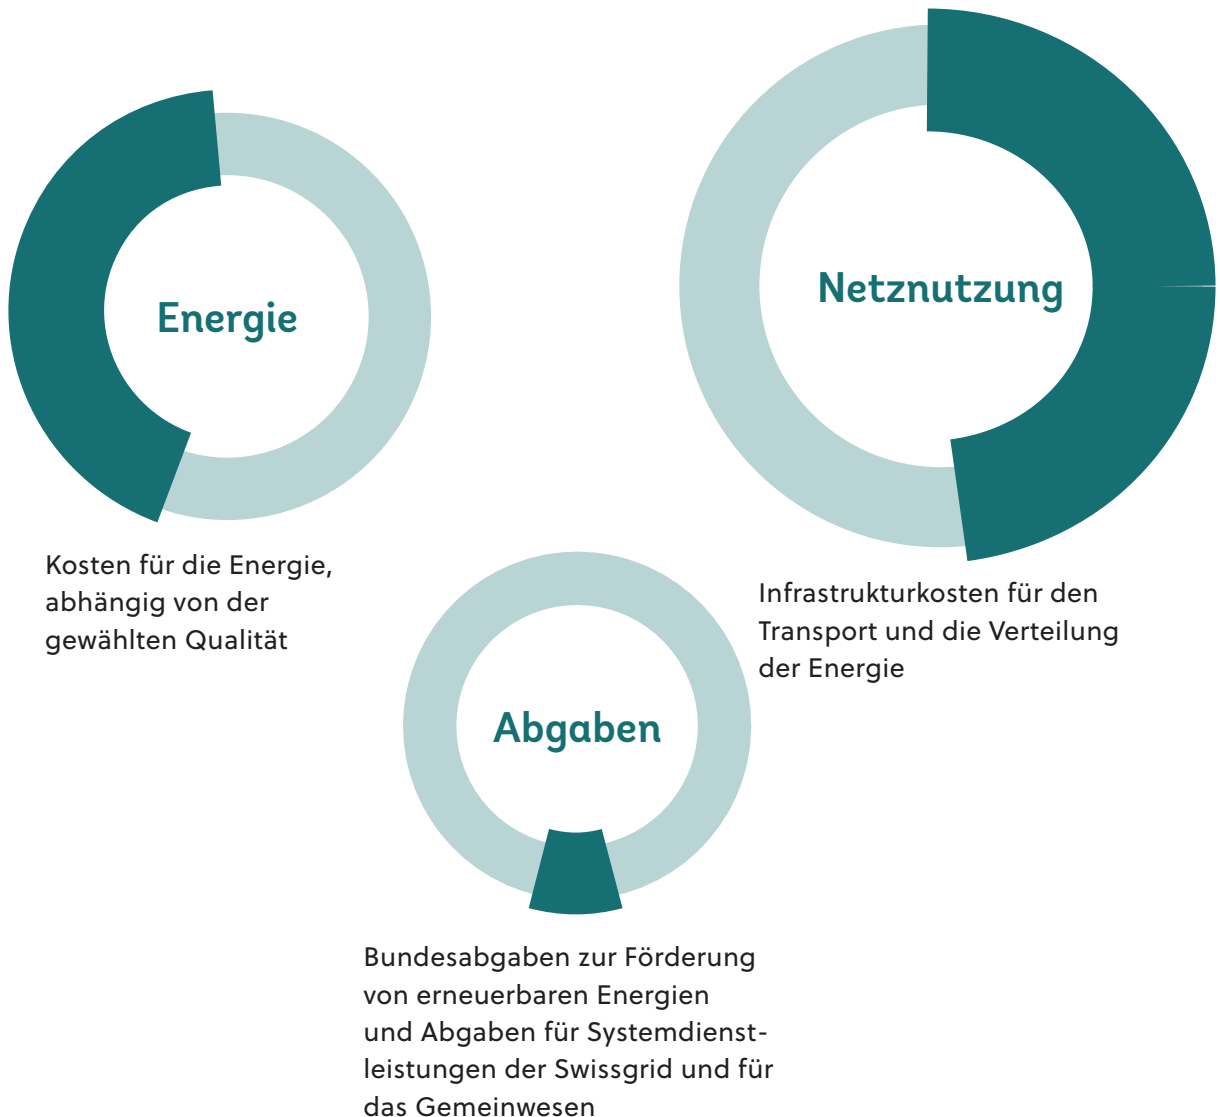 Energie
Kosten für die Energie,
abhängig von der
gewählten Qualität
Netznutzung
Infrastrukturkosten für den
Transport und die Verteilung
der Energie
Abgaben
Bundesabgaben zur Förderung
von erneuerbaren Energien
und Abgaben für Systemdienst-
leistungen der Swissgrid und für
das Gemeinwesen